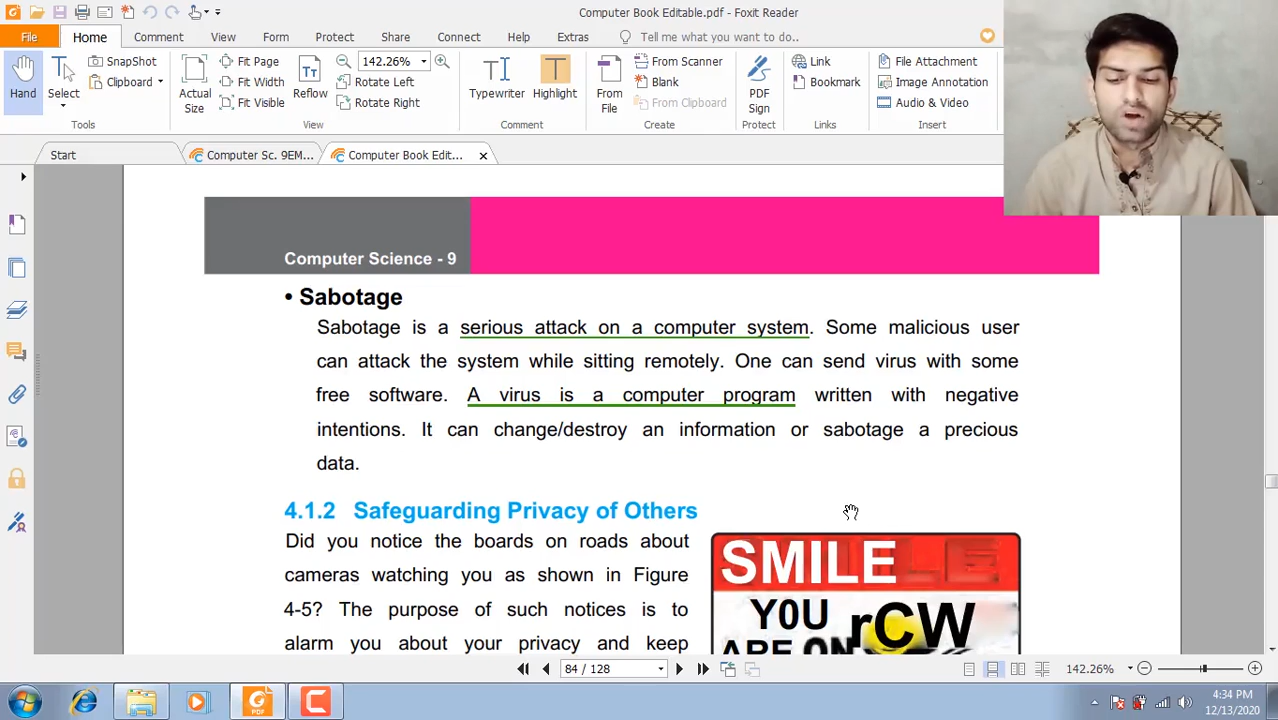 Computer Book Editable.pdf - Foxit Reader
File Home Comment View Form Protect Share Connect Help Extras Tell me what you want to do..
Hand
Select
SnapShot
Clipboard
Tools
Actual Size
Fit Page
Fit Width
Fit Visible
Reflow
142.26%
Rotate Left
Rotate Right
View
Typewriter
Highlight
Comment
From File
From Scanner
Blank
From Clipboard
Create
PDF Sign
Protect
Link
Bookmark
Links
File Attachment
Image Annotation
Audio & Video
Insert
Start
Computer Sc. 9EM...
Computer Book Edit...
Computer Science - 9
• Sabotage
Sabotage is a serious attack on a computer system. Some malicious user
can attack the system while sitting remotely. One can send virus with some
free software. A virus is a computer program written with negative
intentions. It can change/destroy an information or sabotage a precious
data.
4.1.2 Safeguarding Privacy of Others
Did you notice the boards on roads about
cameras watching you as shown in Figure
4-5? The purpose of such notices is to
alarm you about your privacy and keep
SMILE
Y0U rCW
ARE ON
84 / 128
142.26%
PDF
4:34 PM
12/13/2020